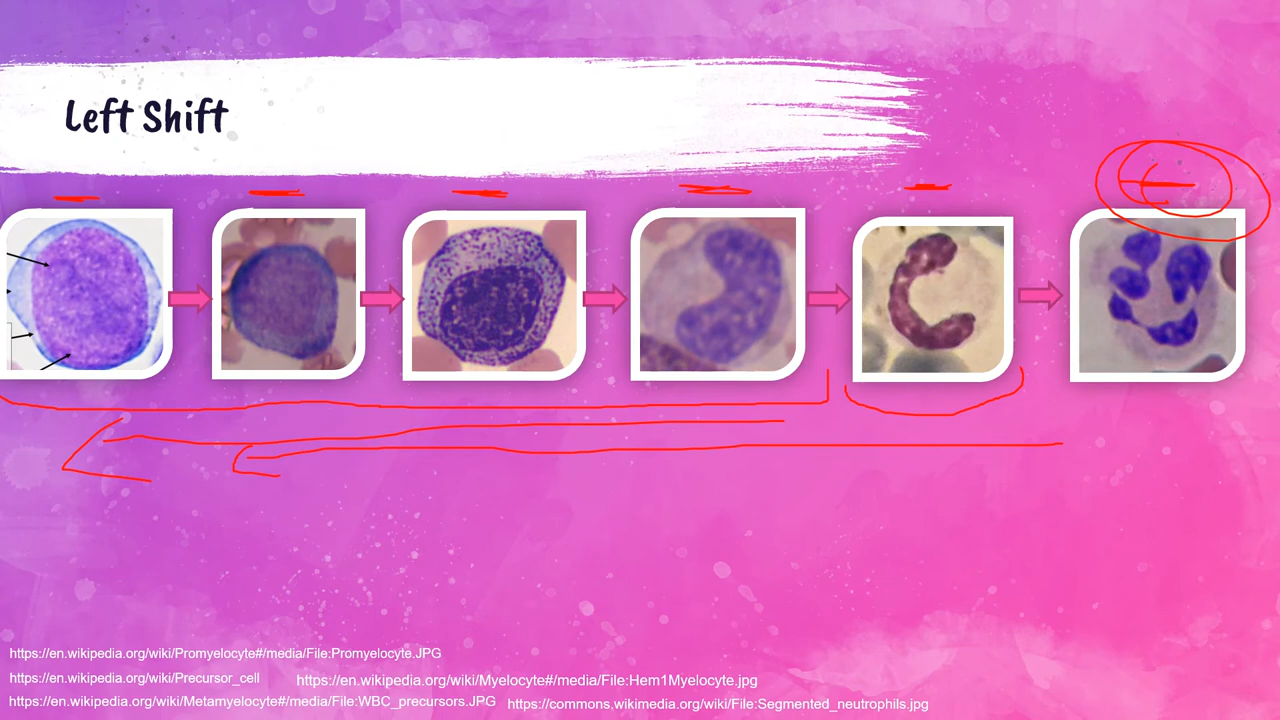 Left Shift
https://en.wikipedia.org/wiki/Promyelocyte#/media/File:Promyelocyte.JPG
https://en.wikipedia.org/wiki/Precursor_cell
https://en.wikipedia.org/wiki/Myelocyte#/media/File:Hem1Myelocyte.jpg
https://en.wikipedia.org/wiki/Metamyelocyte#/media/File:WBC_precursors.JPG
https://commons.wikimedia.org/wiki/File:Segmented_neutrophils.jpg